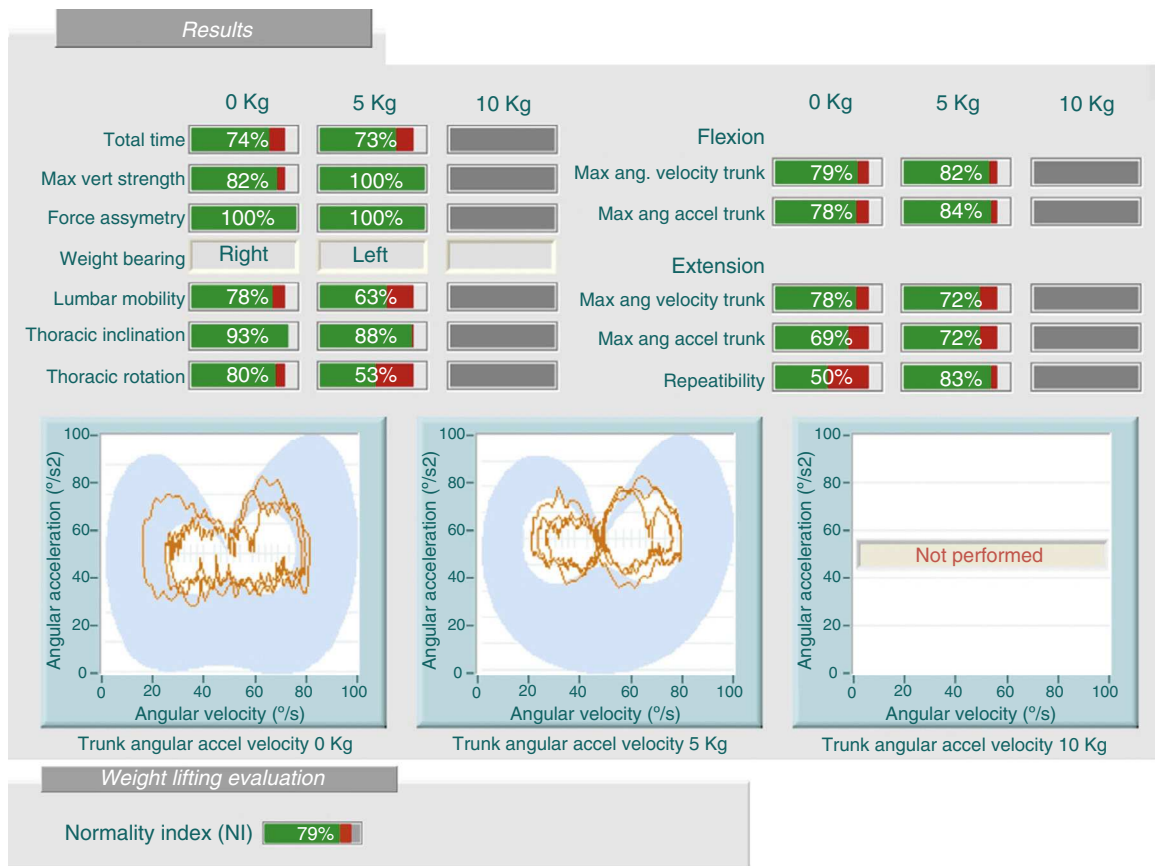 Results
0 Kg 5 Kg 10 Kg
Total time 74% 73%
Max vert strength 82% 100%
Force assymetry 100% 100%
Weight bearing Right Left
Lumbar mobility 78% 63%
Thoracic inclination 93% 88%
Thoracic rotation 80% 53%
0 Kg 5 Kg 10 Kg
Flexion
Max ang. velocity trunk 79% 82%
Max ang accel trunk 78% 84%
Extension
Max ang velocity trunk 78% 72%
Max ang accel trunk 69% 72%
Repeatibility 50% 83%
Angular acceleration (º/s2)
100
80
60
40
20
0
0 20 40 60 80 100
Angular velocity (º/s)
Trunk angular accel velocity 0 Kg
Angular acceleration (º/s2)
100
80
60
40
20
0
0 20 40 60 80 100
Angular velocity (º/s)
Trunk angular accel velocity 5 Kg
Angular acceleration (º/s2)
100
80
60
40
20
0
Not performed
0 20 40 60 80 100
Angular velocity (º/s)
Trunk angular accel velocity 10 Kg
Weight lifting evaluation
Normality index (NI) 79%